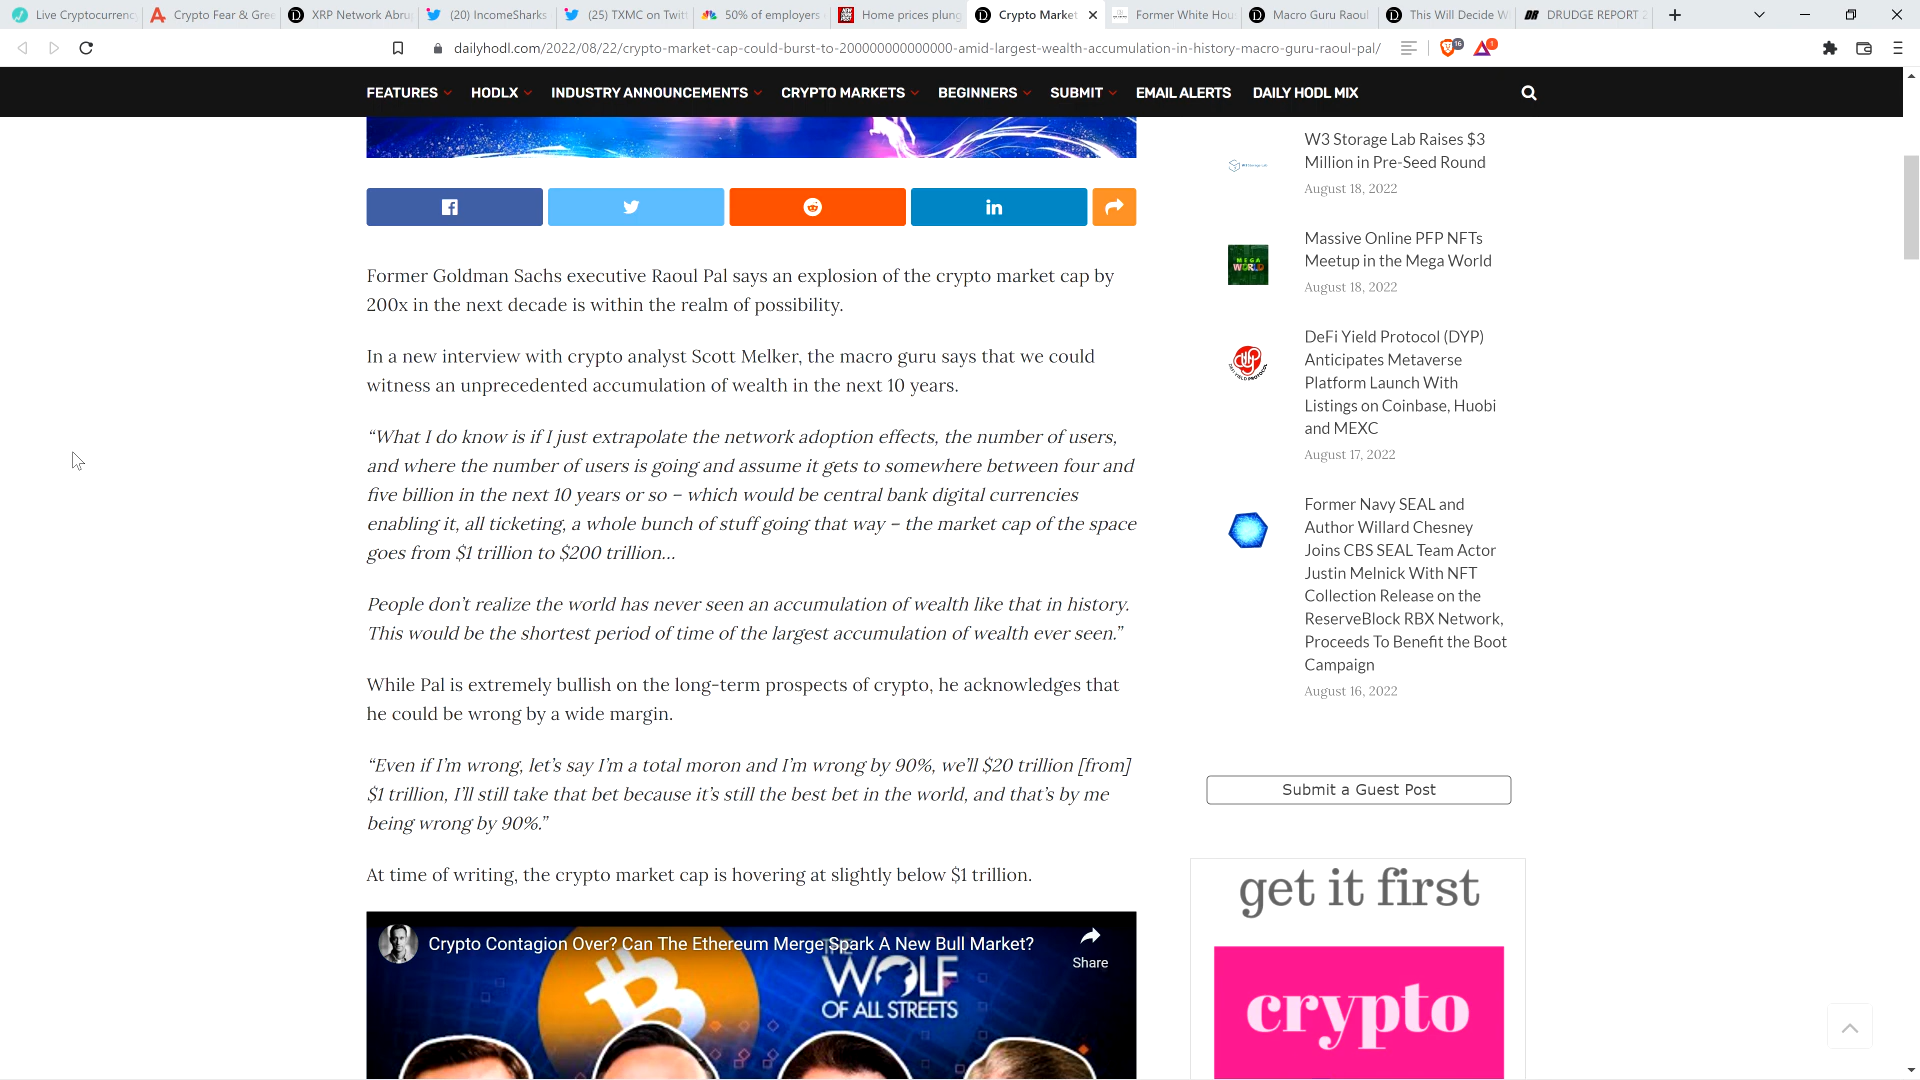 Live Cryptocurrenc
Crypto Fear & Gree
XRP Network Abru
(20) IncomeSharks
(25) TXMC on Twitt
50% of employers
Home prices plung
Crypto Market
Former White Hou
Macro Guru Raoul
This Will Decide W
DRUDGE REPORT 2
dailyhodl.com/2022/08/22/crypto-market-cap-could-burst-to-200000000000000-amid-largest-wealth-accumulation-in-history-macro-guru-raoul-pal/
16
1
FEATURES HODLX INDUSTRY ANNOUNCEMENTS CRYPTO MARKETS BEGINNERS SUBMIT EMAIL ALERTS DAILY HODL MIX
Former Goldman Sachs executive Raoul Pal says an explosion of the crypto market cap by
200x in the next decade is within the realm of possibility.
In a new interview with crypto analyst Scott Melker, the macro guru says that we could
witness an unprecedented accumulation of wealth in the next 10 years.
“What I do know is if I just extrapolate the network adoption effects, the number of users,
and where the number of users is going and assume it gets to somewhere between four and
five billion in the next 10 years or so – which would be central bank digital currencies
enabling it, all ticketing, a whole bunch of stuff going that way – the market cap of the space
goes from $1 trillion to $200 trillion…
People don’t realize the world has never seen an accumulation of wealth like that in history.
This would be the shortest period of time of the largest accumulation of wealth ever seen.”
While Pal is extremely bullish on the long-term prospects of crypto, he acknowledges that
he could be wrong by a wide margin.
“Even if I’m wrong, let’s say I’m a total moron and I’m wrong by 90%, we’ll $20 trillion [from]
$1 trillion, I’ll still take that bet because it’s still the best bet in the world, and that’s by me
being wrong by 90%.”
At time of writing, the crypto market cap is hovering at slightly below $1 trillion.
Crypto Contagion Over? Can The Ethereum Merge Spark A New Bull Market?
Share
THE
WOLF
OF ALL STREETS
W3 Storage Lab Raises $3
Million in Pre-Seed Round
August 18, 2022
MEGA
WORLD
Massive Online PFP NFTs
Meetup in the Mega World
August 18, 2022
DeFi Yield Protocol (DYP)
Anticipates Metaverse
Platform Launch With
Listings on Coinbase, Huobi
and MEXC
August 17, 2022
Former Navy SEAL and
Author Willard Chesney
Joins CBS SEAL Team Actor
Justin Melnick With NFT
Collection Release on the
ReserveBlock RBX Network,
Proceeds To Benefit the Boot
Campaign
August 16, 2022
Submit a Guest Post
get it first
crypto